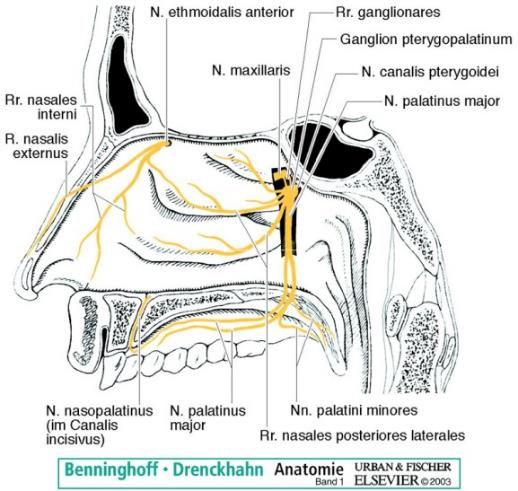 N. ethmoidalis anterior
Rr. ganglionares
Ganglion pterygopalatinum
N. maxillaris
N. canalis pterygoidei
Rr. nasales
interni
N. palatinus major
R. nasalis
externus
N. nasopalatinus
(im Canalis
incisivus)
N. palatinus
major
Nn. palatini minores
Rr. nasales posteriores laterales
Benninghoff · Drenckhahn Anatomie Band 1 URBAN & FISCHER
ELSEVIER ©2003